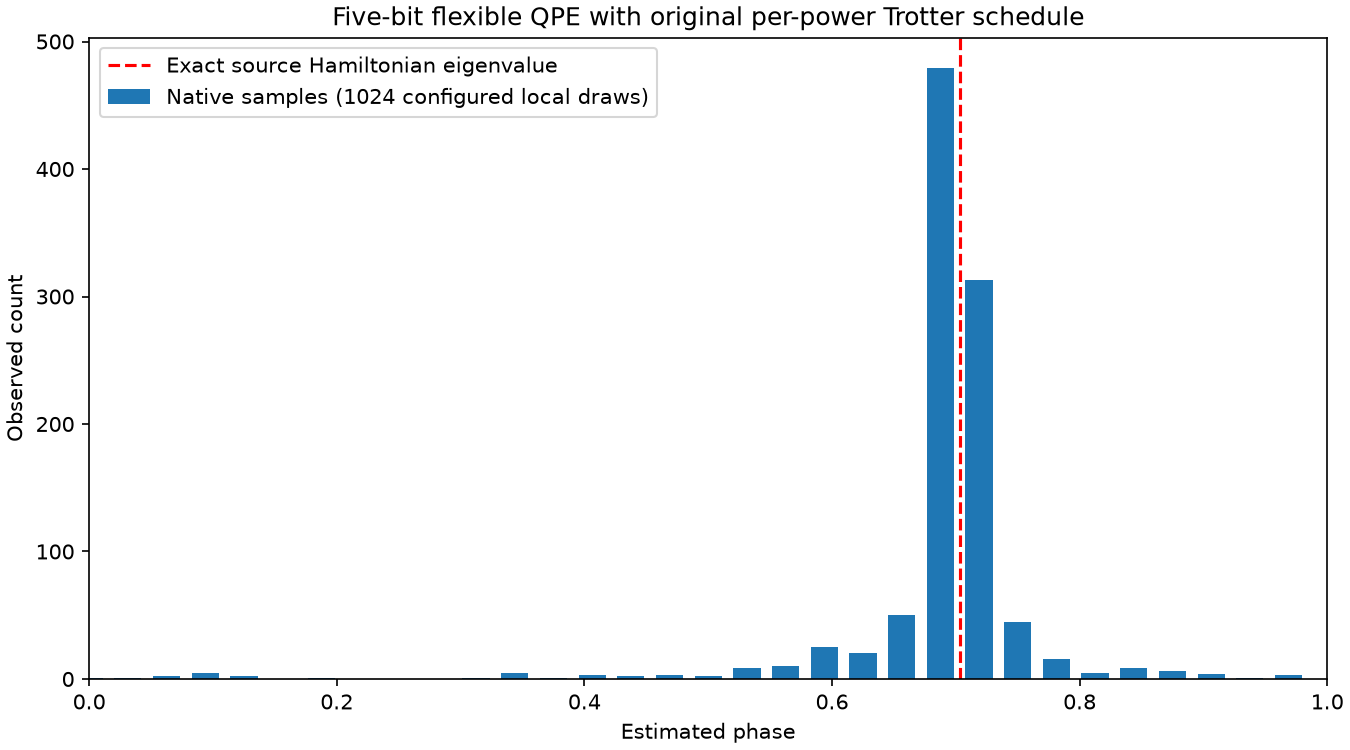 Five-bit flexible QPE with original per-power Trotter schedule
Exact source Hamiltonian eigenvalue
Native samples (1024 configured local draws)
Observed count
500
400
300
200
100
0
0.0 0.2 0.4 0.6 0.8 1.0
Estimated phase